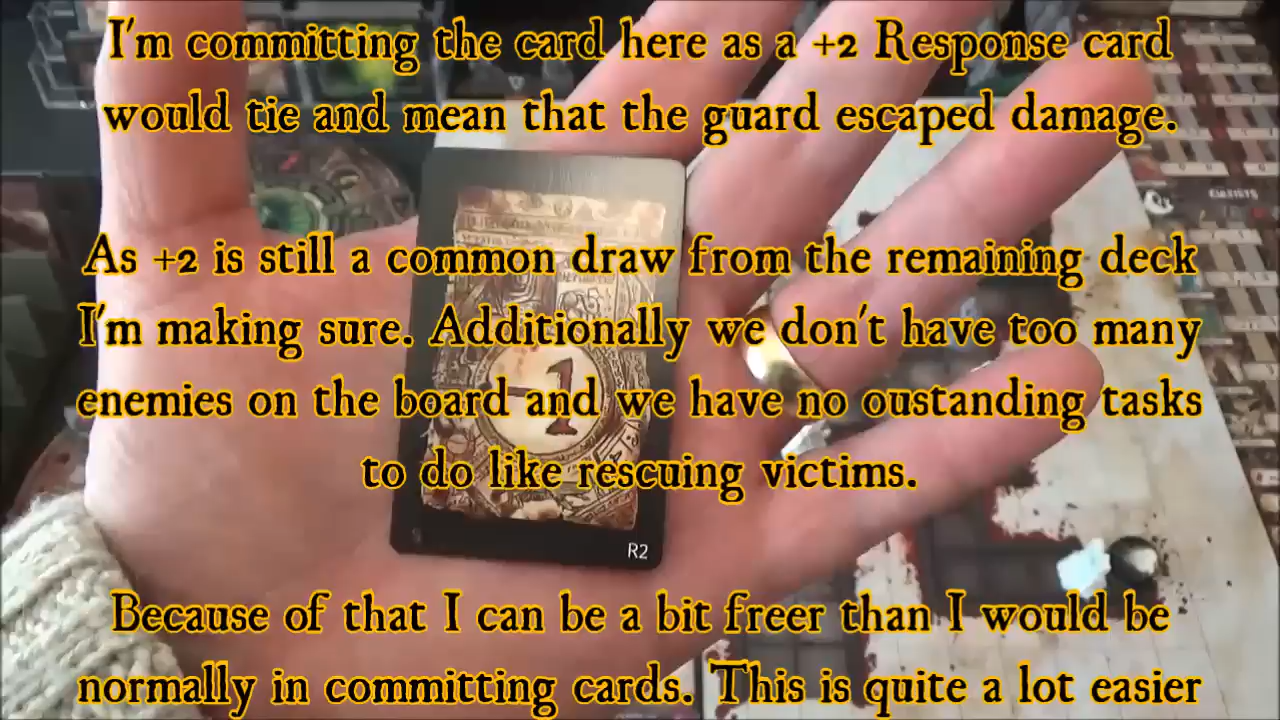 I'm committing the card here as a +2 Response card
would tie and mean that the guard escaped damage.
As +2 is still a common draw from the remaining deck
I'm making sure. Additionally we don't have too many
enemies on the board and we have no oustanding tasks
to do like rescuing victims.
Because of that I can be a bit freer than I would be
normally in committing cards. This is quite a lot easier
R2